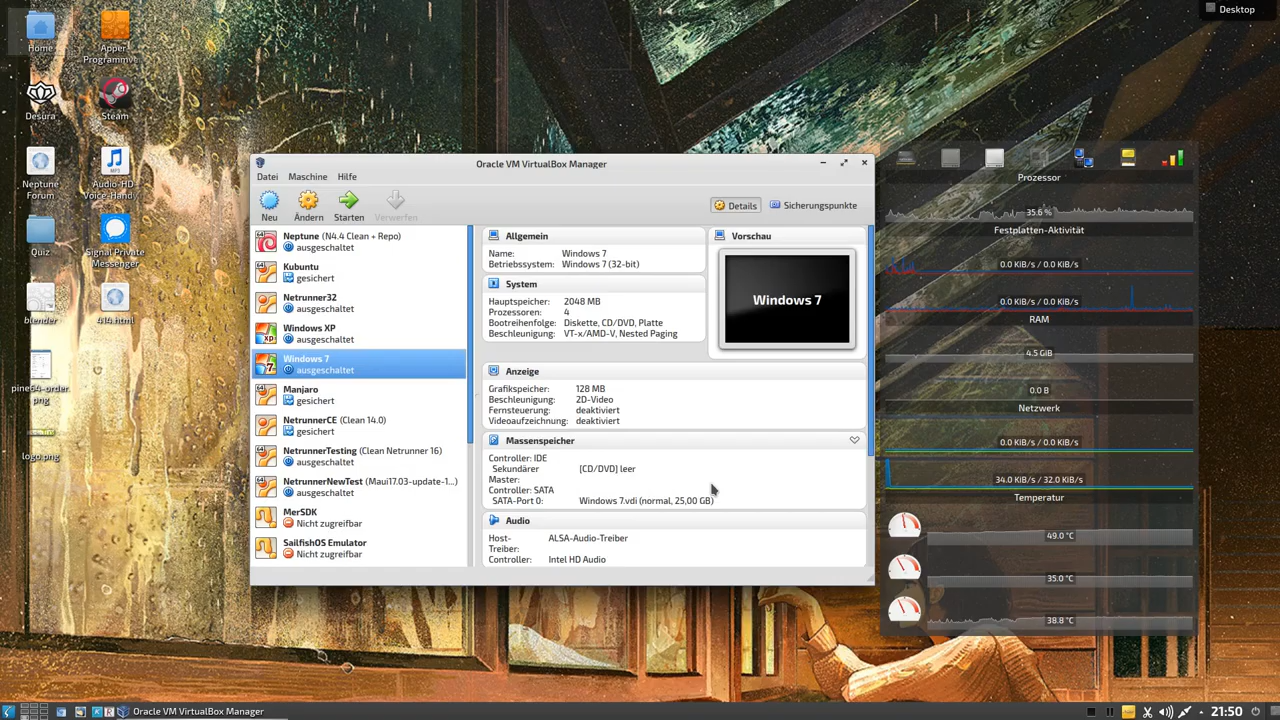 Desktop
Home
Apper
Programmv...
Desura
Steam
Neptune
Forum
Audio-HD
Voice-Hand...
Quiz
Signal Private
Messenger
blender
414.html
pine64-order.
png
logo.png
Oracle VM VirtualBox Manager
Datei Maschine Hilfe
Neu Ändern Starten Verwerfen
Details Sicherungspunkte
Neptune (N4.4 Clean + Repo)
ausgeschaltet
Kubuntu
gesichert
Netrunner32
ausgeschaltet
Windows XP
ausgeschaltet
Windows 7
ausgeschaltet
Manjaro
gesichert
NetrunnerCE (Clean 14.0)
gesichert
NetrunnerTesting (Clean Netrunner 16)
ausgeschaltet
NetrunnerNewTest (Maui17.03-update-1...)
ausgeschaltet
MerSDK
Nicht zugreifbar
SailfishOS Emulator
Nicht zugreifbar
Allgemein
Name: Windows 7
Betriebssystem: Windows 7 (32-bit)
System
Hauptspeicher: 2048 MB
Prozessoren: 4
Bootreihenfolge: Diskette, CD/DVD, Platte
Beschleunigung: VT-x/AMD-V, Nested Paging
Vorschau
Windows 7
Anzeige
Grafikspeicher: 128 MB
Beschleunigung: 2D-Video
Fernsteuerung: deaktiviert
Videoaufzeichnung: deaktiviert
Massenspeicher
Controller: IDE
Sekundärer Master: [CD/DVD] leer
Controller: SATA
SATA-Port 0: Windows 7.vdi (normal, 25,00 GB)
Audio
Host-Treiber: ALSA-Audio-Treiber
Controller: Intel HD Audio
Prozessor
35.6 %
Festplatten-Aktivität
0.0 KiB/s / 0.0 KiB/s
0.0 KiB/s / 0.0 KiB/s
RAM
4.5 GiB
0.0 B
Netzwerk
0.0 KiB/s / 0.0 KiB/s
34.0 KiB/s / 32.0 KiB/s
Temperatur
49.0 °C
35.0 °C
38.8 °C
Oracle VM VirtualBox Manager
21:50